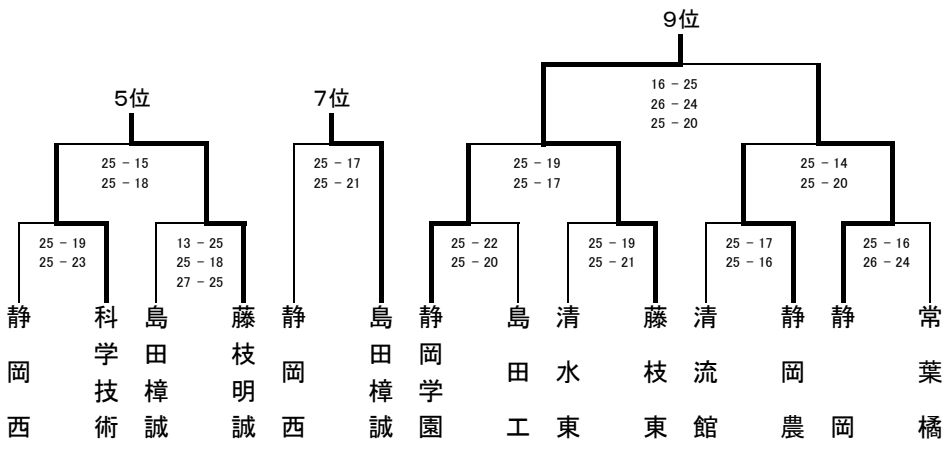 9位
5位
7位
16 − 25
26 − 24
25 − 20
25 − 15
25 − 18
25 − 17
25 − 21
25 − 19
25 − 17
25 − 14
25 − 20
25 − 19
25 − 23
13 − 25
25 − 18
27 − 25
25 − 22
25 − 20
25 − 19
25 − 21
25 − 17
25 − 16
25 − 16
26 − 24
静岡西
科学技術
島田樟誠
藤枝明誠
静岡西
島田樟誠
静岡学園
島田工
清水東
藤枝東
清流館
静岡農
静岡
常葉橘